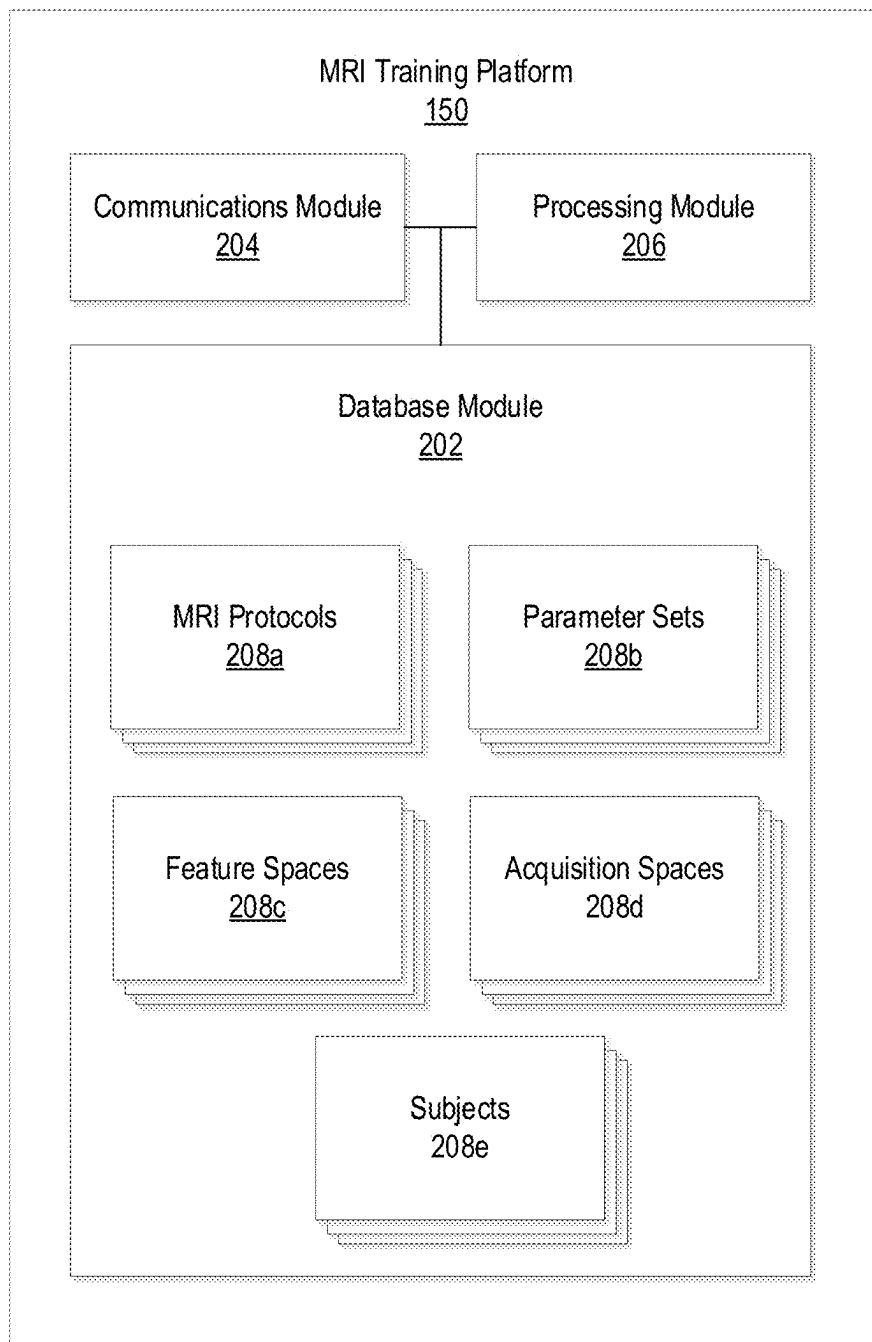 MRI Training Platform
150
Communications Module
204
Processing Module
206
Database Module
202
MRI Protocols
208a
Parameter Sets
208b
Feature Spaces
208c
Acquisition Spaces
208d
Subjects
208e